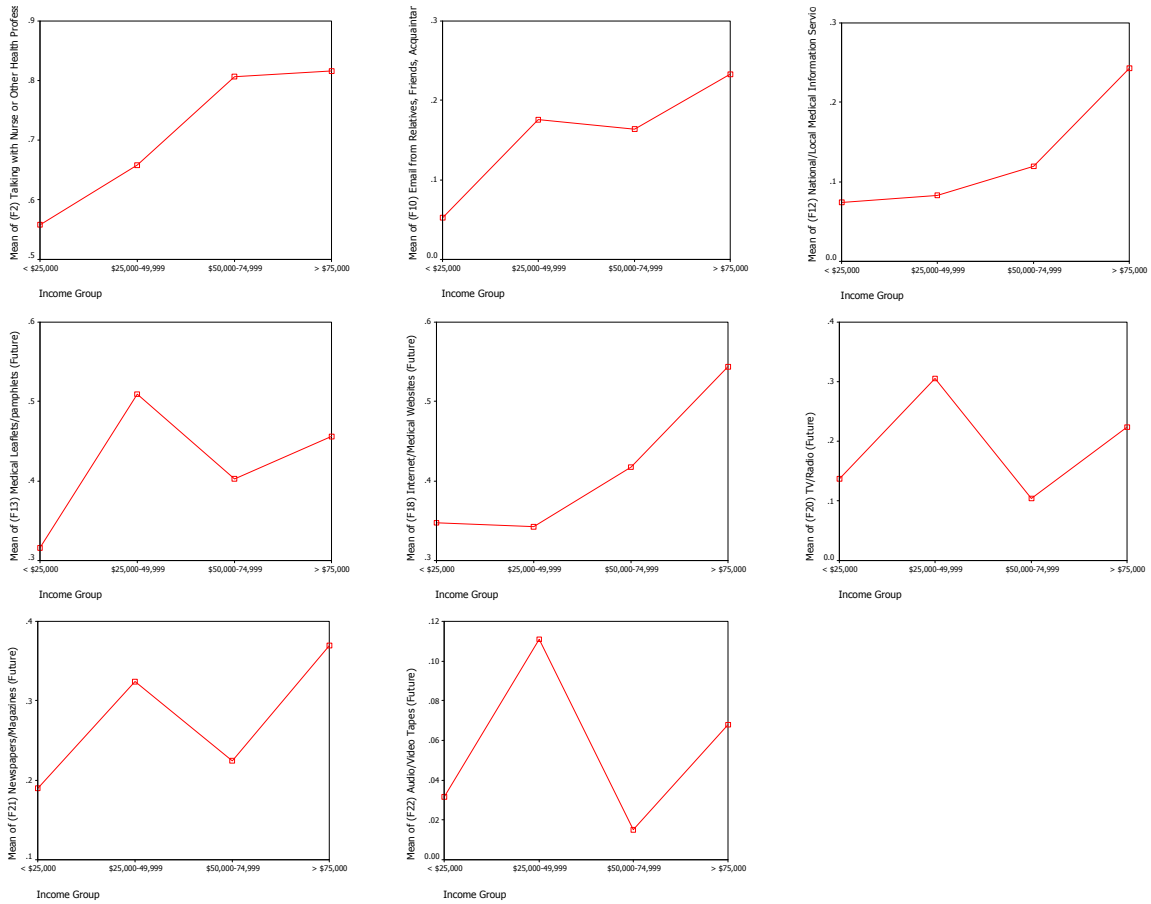 Mean of (F2) Talking with Nurse or Other Health Profess
.9
.8
.7
.6
.5
< $25,000 $25,000-49,999 $50,000-74,999 > $75,000
Income Group
Mean of (F10) Email from Relatives, Friends, Acquaintan
.3
.2
.1
0.0
< $25,000 $25,000-49,999 $50,000-74,999 > $75,000
Income Group
Mean of (F12) National/Local Medical Information Servic
.3
.2
.1
0.0
< $25,000 $25,000-49,999 $50,000-74,999 > $75,000
Income Group
Mean of (F13) Medical Leaflets/pamphlets (Future)
.6
.5
.4
.3
< $25,000 $25,000-49,999 $50,000-74,999 > $75,000
Income Group
Mean of (F18) Internet/Medical Websites (Future)
.6
.5
.4
.3
< $25,000 $25,000-49,999 $50,000-74,999 > $75,000
Income Group
Mean of (F20) TV/Radio (Future)
.4
.3
.2
.1
0.0
< $25,000 $25,000-49,999 $50,000-74,999 > $75,000
Income Group
Mean of (F21) Newspapers/Magazines (Future)
.4
.3
.2
.1
< $25,000 $25,000-49,999 $50,000-74,999 > $75,000
Income Group
Mean of (F22) Audio/Video Tapes (Future)
.12
.10
.08
.06
.04
.02
0.00
< $25,000 $25,000-49,999 $50,000-74,999 > $75,000
Income Group